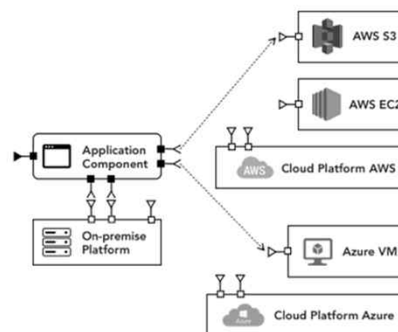 AWS S3
AWS EC2
Application
Component
AWS
Cloud Platform AWS
On-premise
Platform
Azure VM
Azure
Cloud Platform Azure